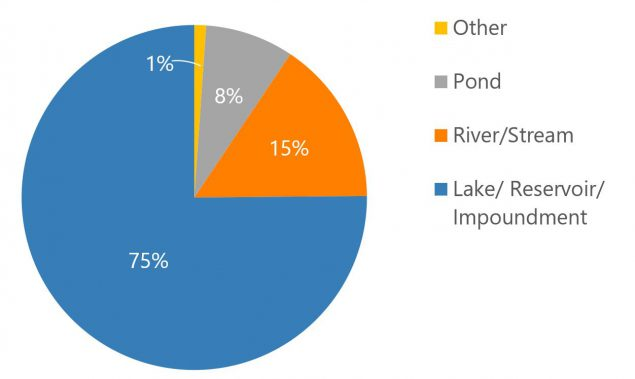 1%
8%
15%
75%
Other
Pond
River/Stream
Lake/ Reservoir/
Impoundment